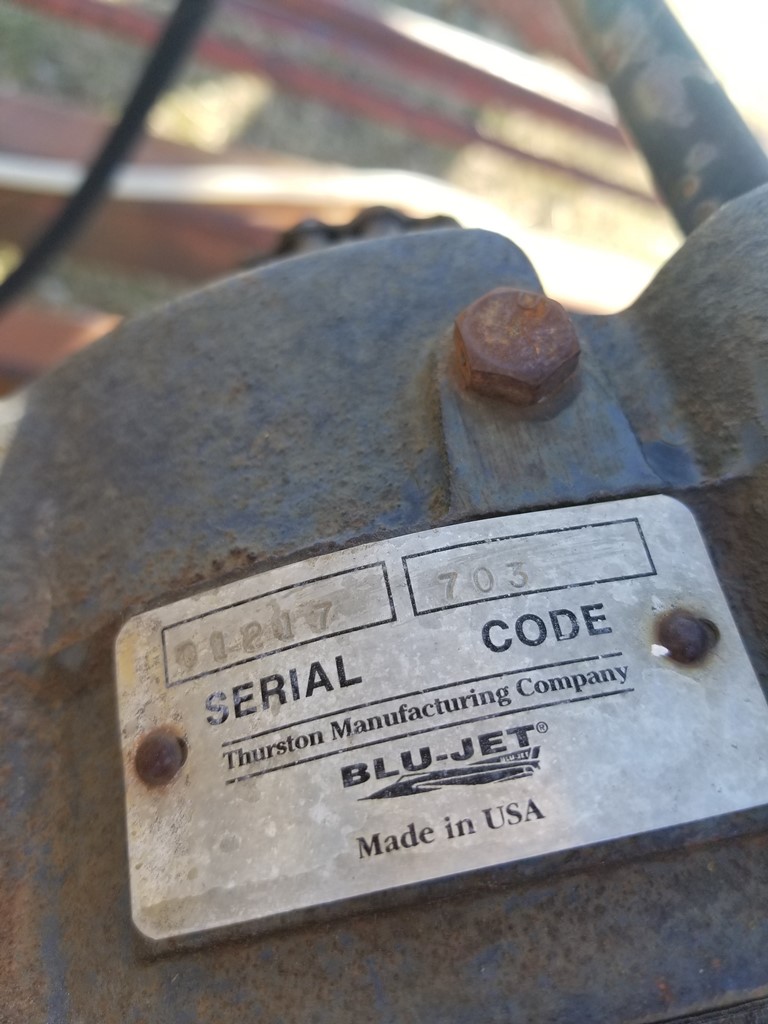 703
SERIAL CODE
Thurston Manufacturing Company
BLU-JET®
Made in USA